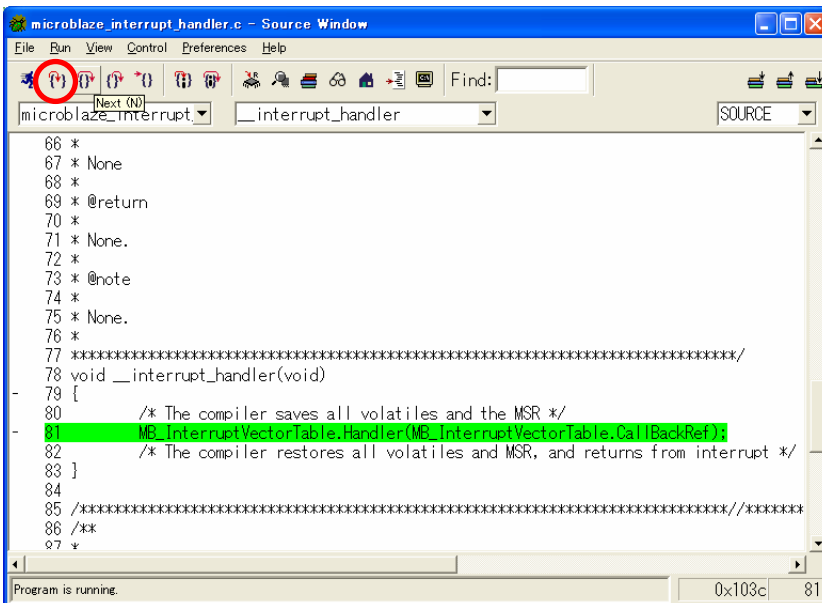 microblaze_interrupt_handler.c - Source Window
File Run View Control Preferences Help
Find:
Next (N)
microblaze_interrupt. __interrupt_handler SOURCE
66 *
67 * None
68 *
69 * @return
70 *
71 * None.
72 *
73 * @note
74 *
75 * None.
76 *
77 *****************************************************************************/
78 void __interrupt_handler(void)
- 79 {
80 /* The compiler saves all volatiles and the MSR */
- 81 MB_InterruptVectorTable.Handler(MB_InterruptVectorTable.CallBackRef);
82 /* The compiler restores all volatiles and MSR, and returns from interrupt */
83 }
84
85 /****************************************************************************//*******
86 /**
87 *
Program is running. 0x103c 81